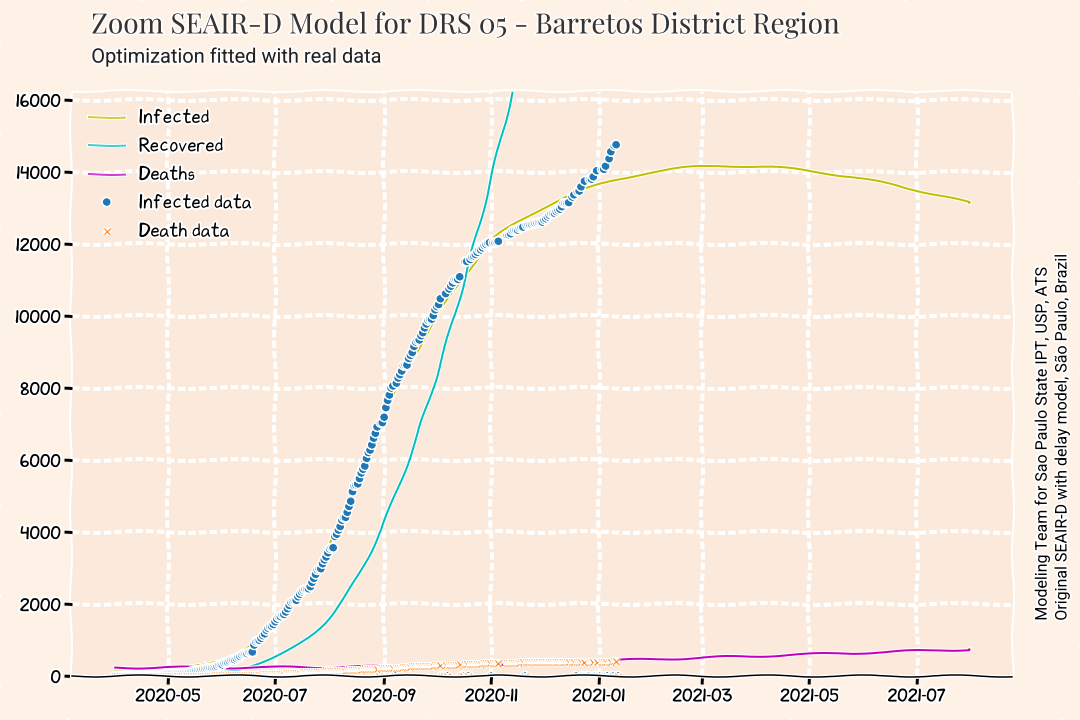 Zoom SEAIR-D Model for DRS 05 - Barretos District Region
Optimization fitted with real data
16000
14000
12000
10000
8000
6000
4000
2000
0
Infected
Recovered
Deaths
Infected data
Death data
2020-05 2020-07 2020-09 2020-11 2021-01 2021-03 2021-05 2021-07
Modeling Team for Sao Paulo State IPT, USP, ATS
Original SEAIR-D with delay model, São Paulo, Brazil